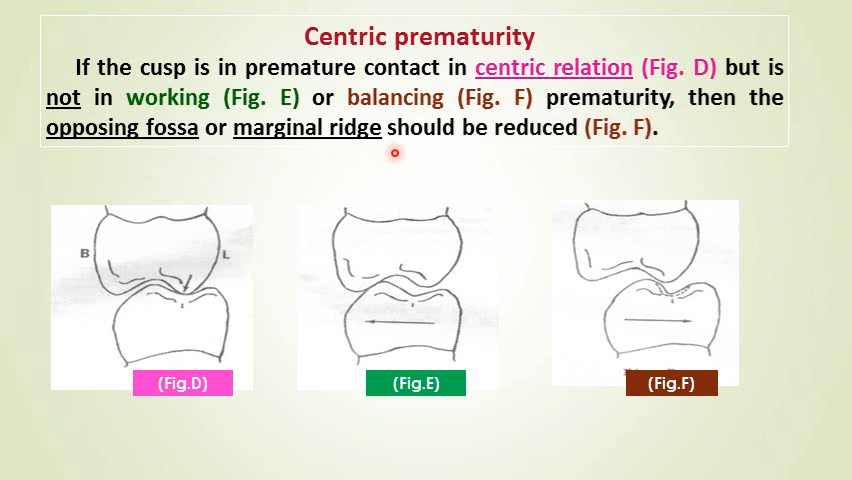 Centric prematurity
If the cusp is in premature contact in centric relation (Fig. D) but is
not in working (Fig. E) or balancing (Fig. F) prematurity, then the
opposing fossa or marginal ridge should be reduced (Fig. F).
B
L
(Fig.D)
(Fig.E)
(Fig.F)